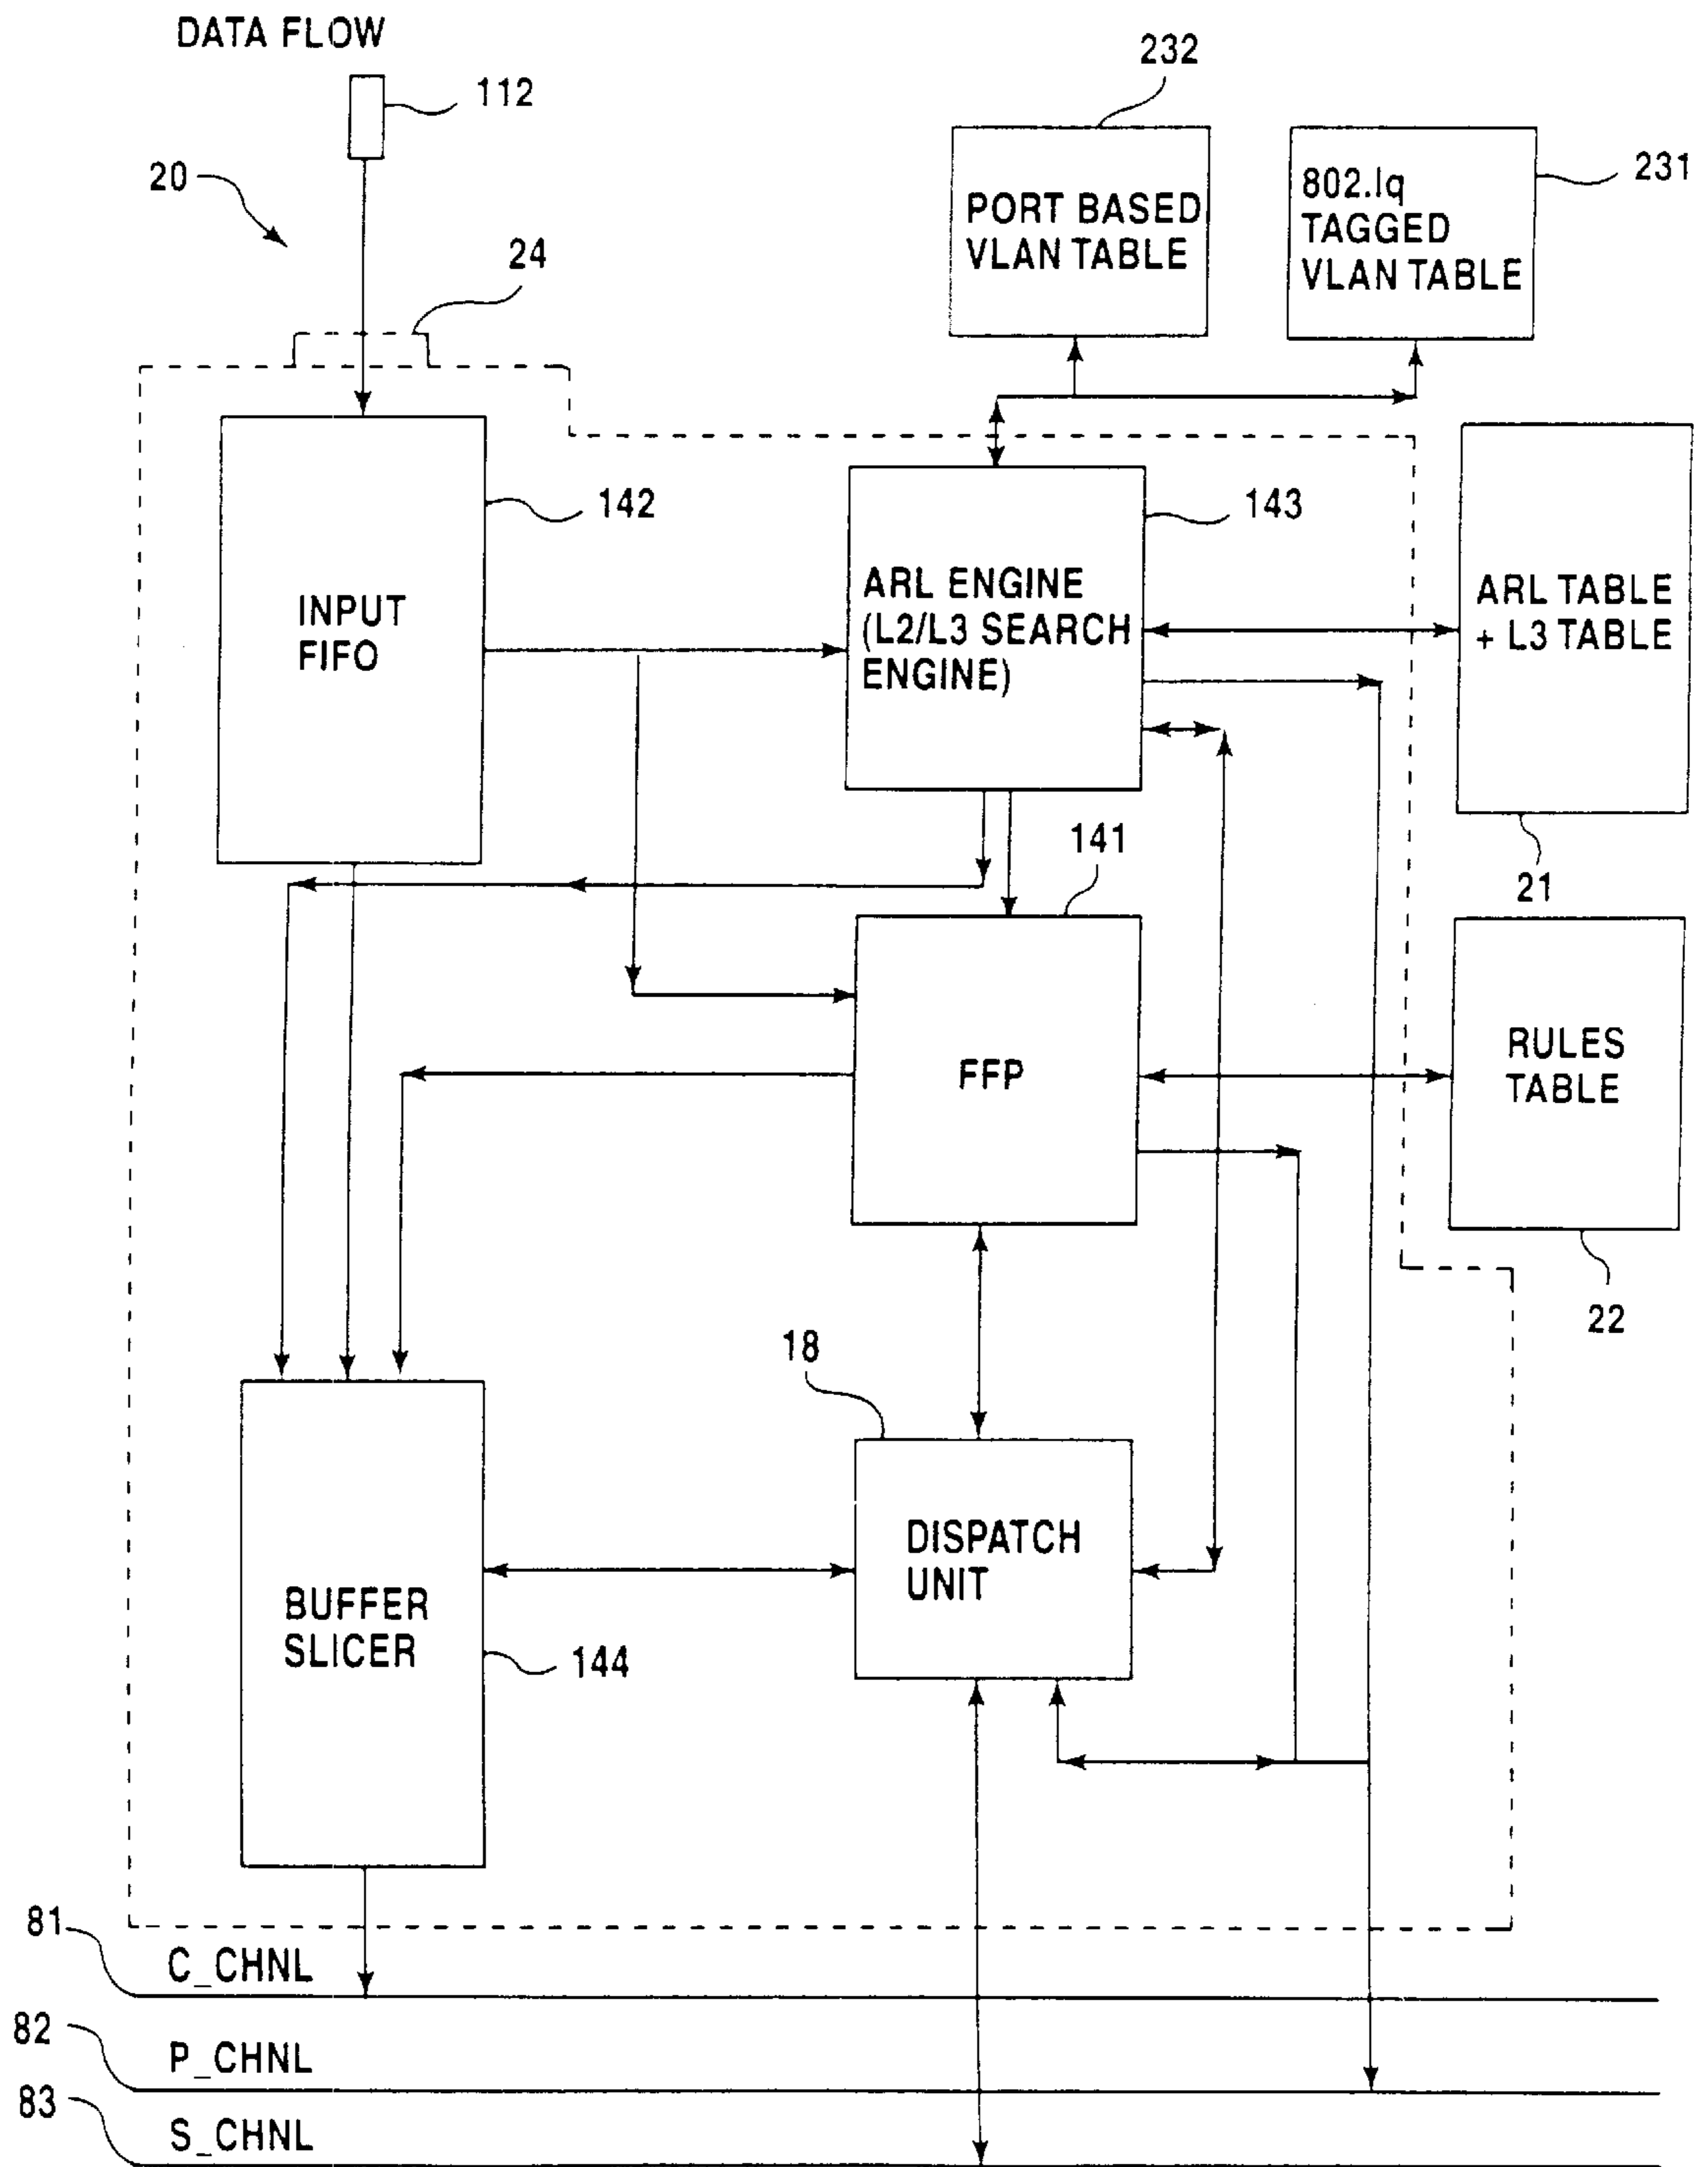 DATA FLOW
112
20
24
232
231
PORT BASED
VLAN TABLE
802.lq
TAGGED
VLAN TABLE
142
INPUT
FIFO
143
ARL ENGINE
(L2/L3 SEARCH
ENGINE)
ARL TABLE
+ L3 TABLE
21
141
FFP
RULES
TABLE
22
18
DISPATCH
UNIT
BUFFER
SLICER
144
81
C_CHNL
82
P_CHNL
83
S_CHNL